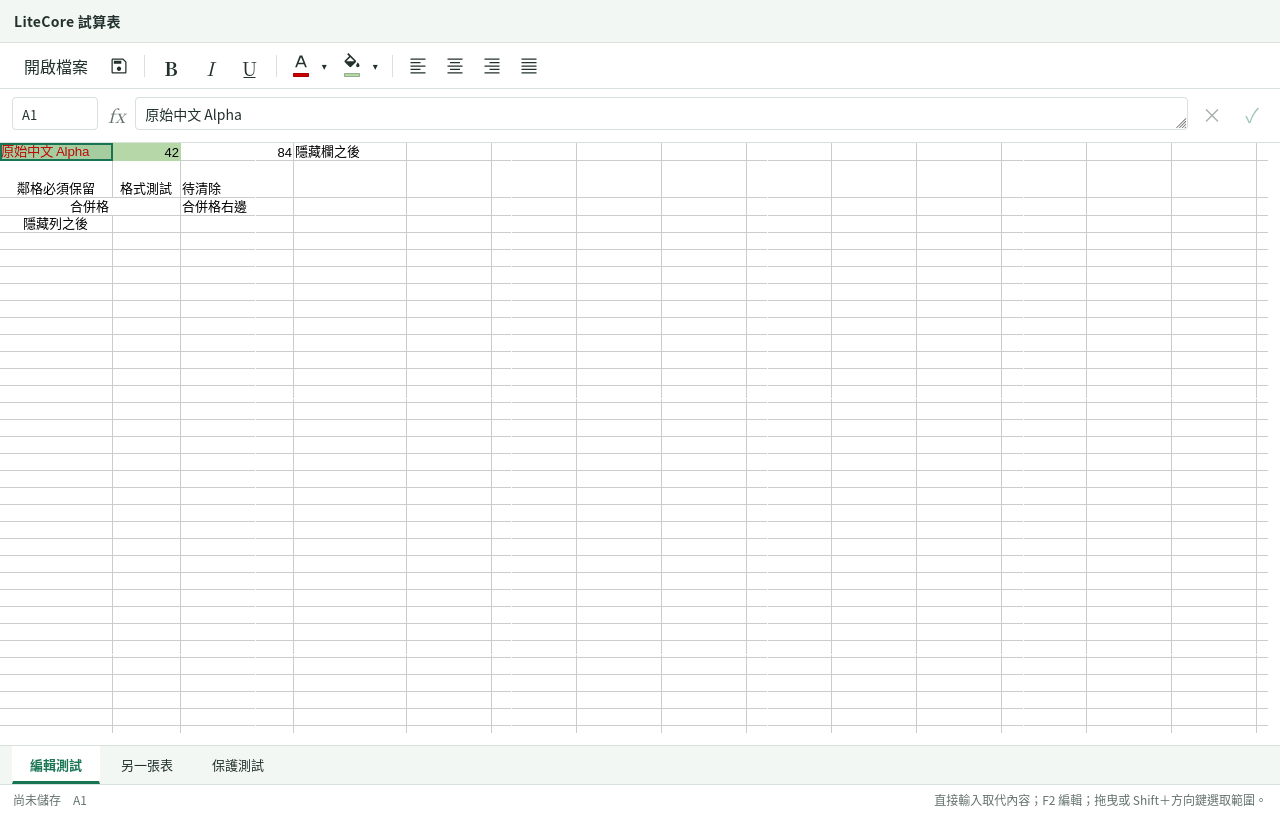 LiteCore 試算表
開啟檔案 B I U A ▾ ▾
A1 fx 原始中文 Alpha
原始中文 Alpha 42 84 隱藏欄之後
鄰格必須保留 格式測試 待清除
合併格 合併格右邊
隱藏列之後
編輯測試 另一張表 保護測試
尚未儲存 A1 直接輸入取代內容；F2 編輯；拖曳或 Shift＋方向鍵選取範圍。